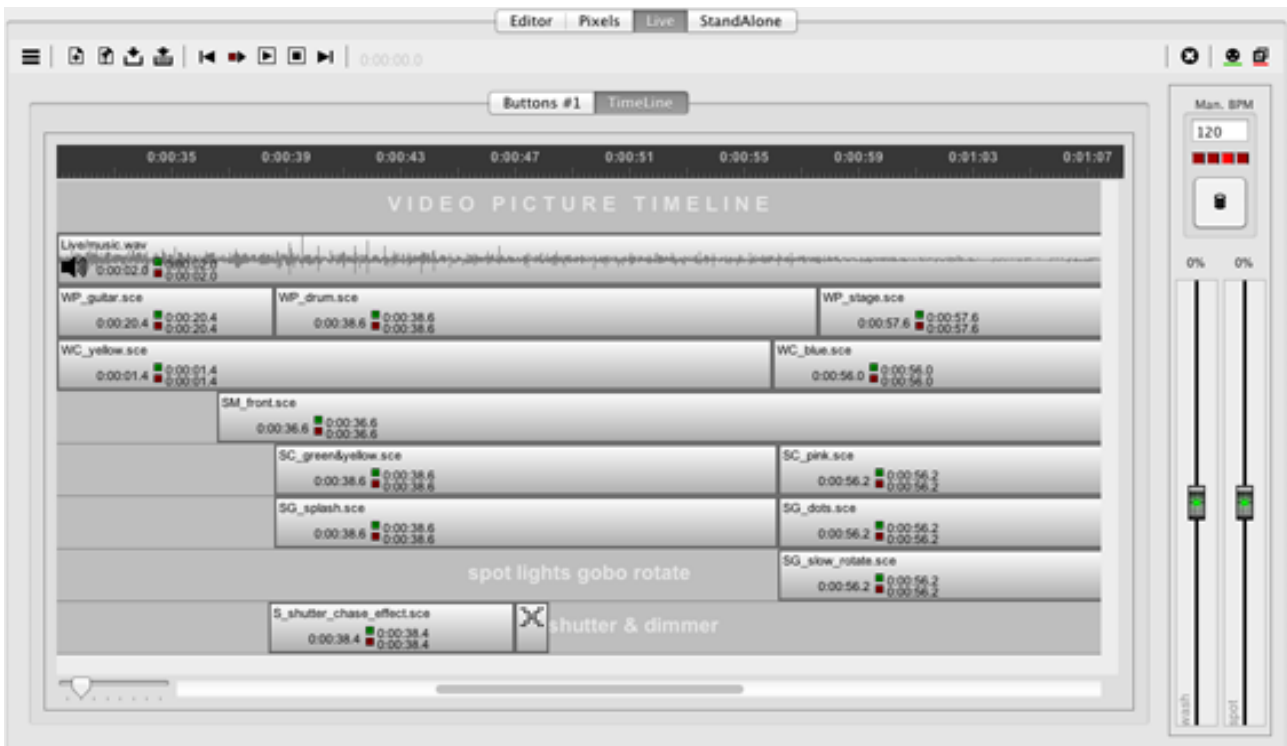 Editor Pixels Live StandAlone
0:00:00.0
Buttons #1 TimeLine
Man. BPM
120
0:00:35 0:00:39 0:00:43 0:00:47 0:00:51 0:00:55 0:00:59 0:01:03 0:01:07
VIDEO PICTURE TIMELINE
Live/music.wav
0:00:02.0
0:00:02.0 0:00:02.0
0% 0%
WP_guitar.sce WP_drum.sce WP_stage.sce
0:00:20.4 0:00:38.6 0:00:57.6
0:00:20.4 0:00:20.4 0:00:38.6 0:00:38.6 0:00:57.6 0:00:57.6
WC_yellow.sce WC_blue.sce
0:00:01.4 0:00:56.0
0:00:01.4 0:00:01.4 0:00:56.0 0:00:56.0
SM_front.sce
0:00:36.6
0:00:36.6 0:00:36.6
SC_green&yellow.sce SC_pink.sce
0:00:38.6 0:00:56.2
0:00:38.6 0:00:38.6 0:00:56.2 0:00:56.2
SG_splash.sce SG_dots.sce
0:00:38.6 0:00:56.2
0:00:38.6 0:00:38.6 0:00:56.2 0:00:56.2
spot lights gobo rotate
SG_slow_rotate.sce
0:00:56.2
0:00:56.2 0:00:56.2
S_shutter_chase_effect.sce
0:00:38.4
0:00:38.4 0:00:38.4
shutter & dimmer
wash spot